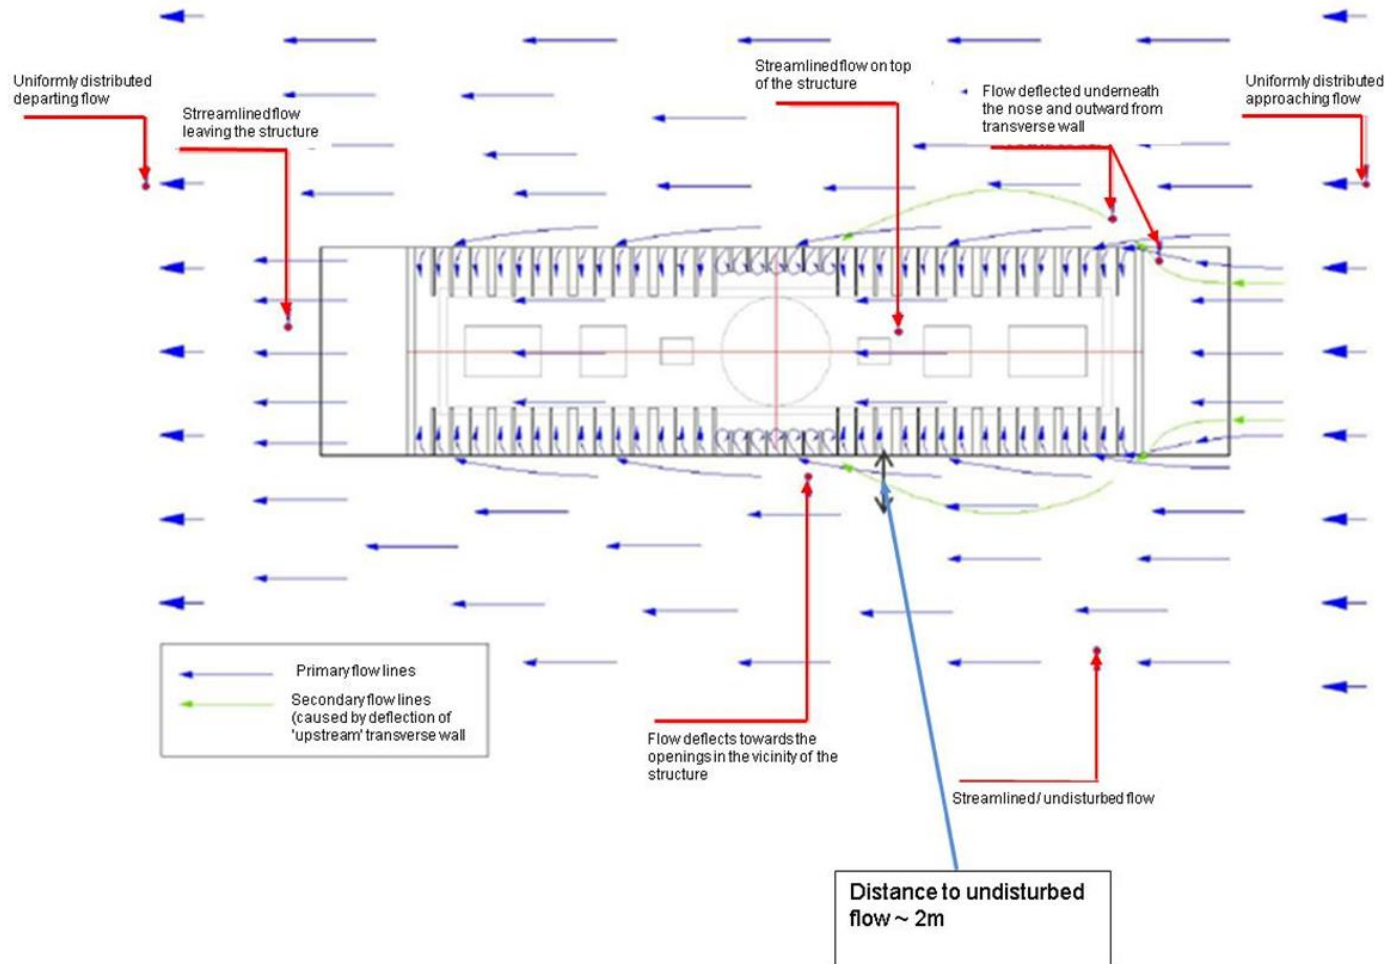 Uniformly distributed
departing flow
Strreamlined flow
leaving the structure
Streamlined flow on top
of the structure
Flow deflected underneath
the nose and outward from
transverse wall
Uniformly distributed
approaching flow
Primary flow lines
Secondary flow lines
(caused by deflection of
'upstream' transverse wall
Flow deflects towards the
openings in the vicinity of the
structure
Streamlined / undisturbed flow
Distance to undisturbed
flow ~ 2m